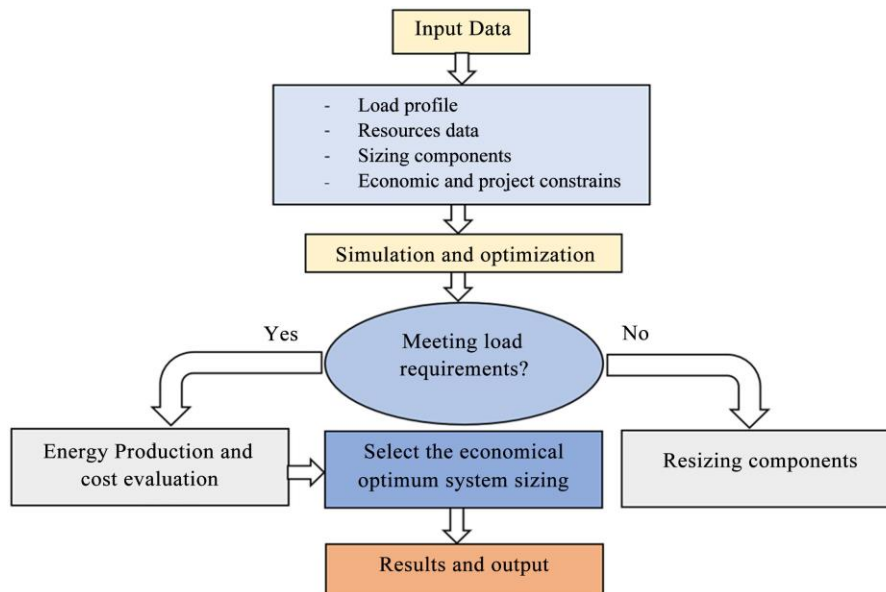 Input Data
- Load profile
- Resources data
- Sizing components
- Economic and project constrains
Simulation and optimization
Yes
Meeting load
requirements?
No
Energy Production and
cost evaluation
Select the economical
optimum system sizing
Resizing components
Results and output